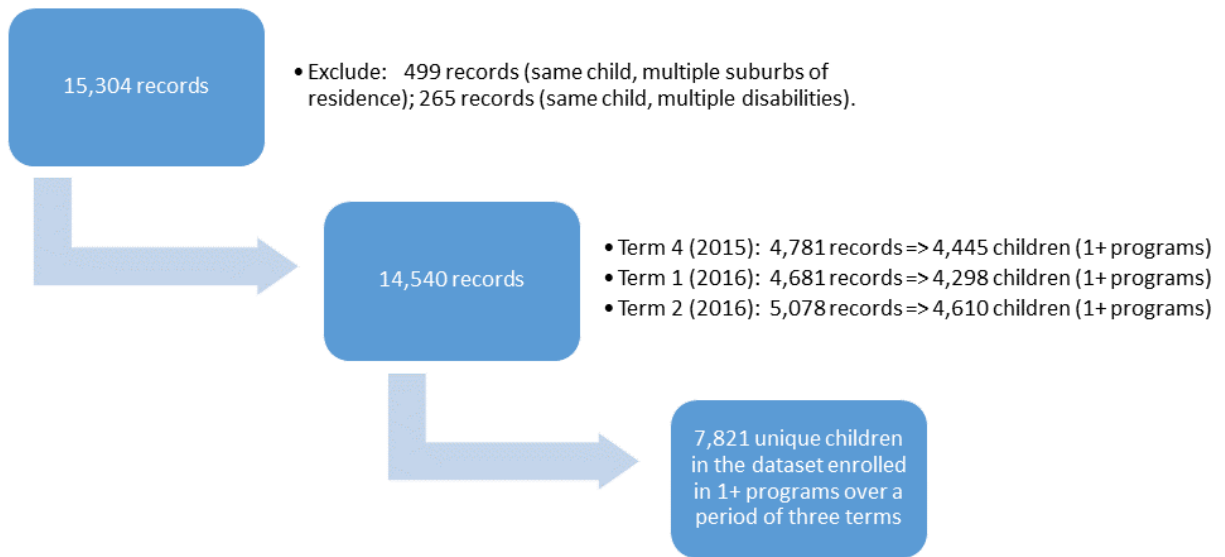 15,304 records
• Exclude: 499 records (same child, multiple suburbs of
residence); 265 records (same child, multiple disabilities).
14,540 records
• Term 4 (2015): 4,781 records => 4,445 children (1+ programs)
• Term 1 (2016): 4,681 records => 4,298 children (1+ programs)
• Term 2 (2016): 5,078 records => 4,610 children (1+ programs)
7,821 unique children
in the dataset enrolled
in 1+ programs over a
period of three terms